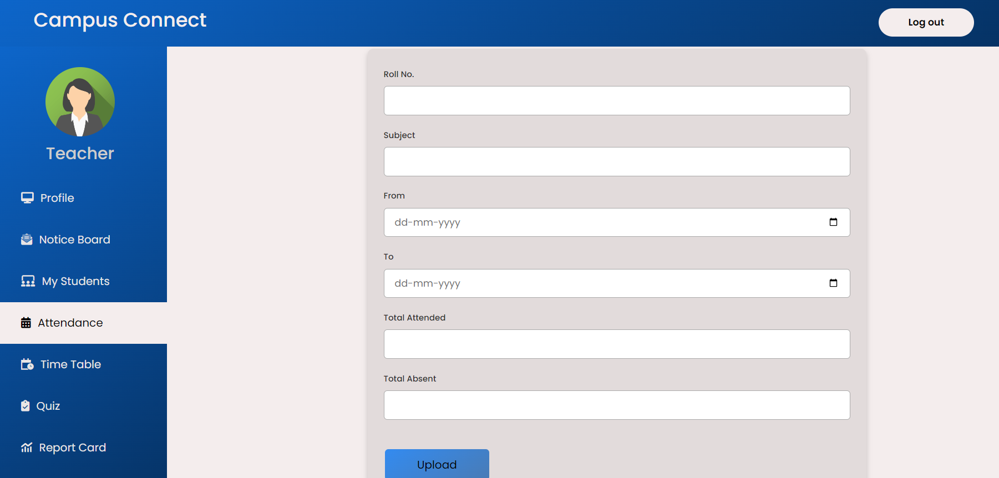 Campus Connect
Log out
Teacher
Profile
Notice Board
My Students
Attendance
Time Table
Quiz
Report Card
Roll No.
Subject
From
dd-mm-yyyy
To
dd-mm-yyyy
Total Attended
Total Absent
Upload